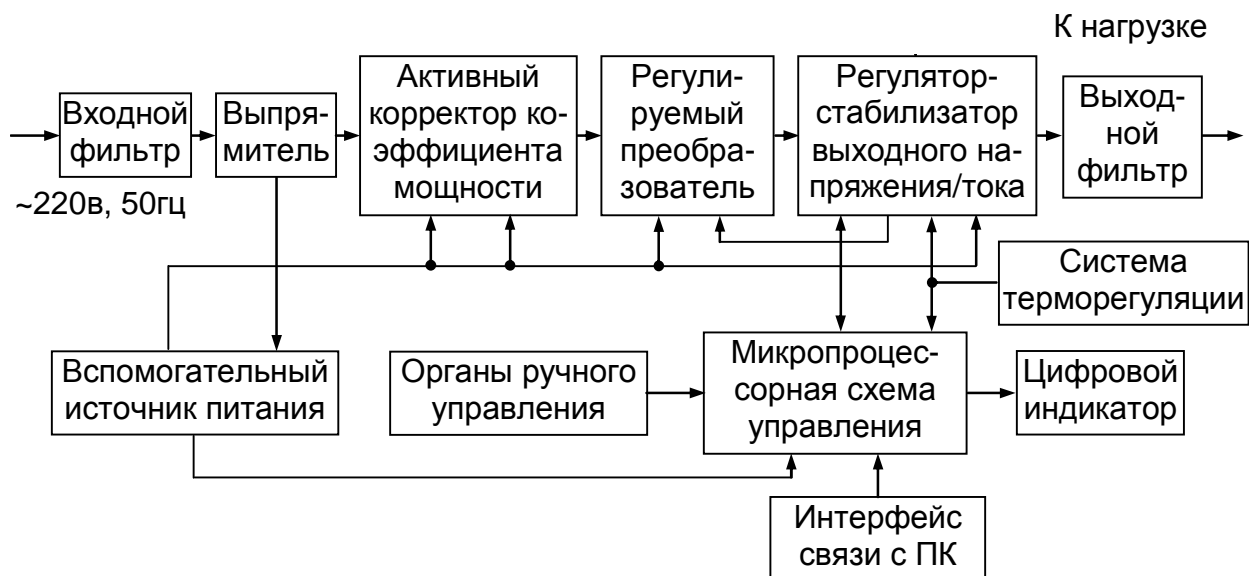 К нагрузке
Входной
фильтр
Выпря-
митель
Активный
корректор ко-
эффициента
мощности
Регули-
руемый
преобра-
зователь
Регулятор-
стабилизатор
выходного на-
пряжения/тока
Выход-
ной
фильтр
~220в, 50гц
Система
терморегуляции
Вспомогательный
источник питания
Органы ручного
управления
Микропроцес-
сорная схема
управления
Цифровой
индикатор
Интерфейс
связи с ПК